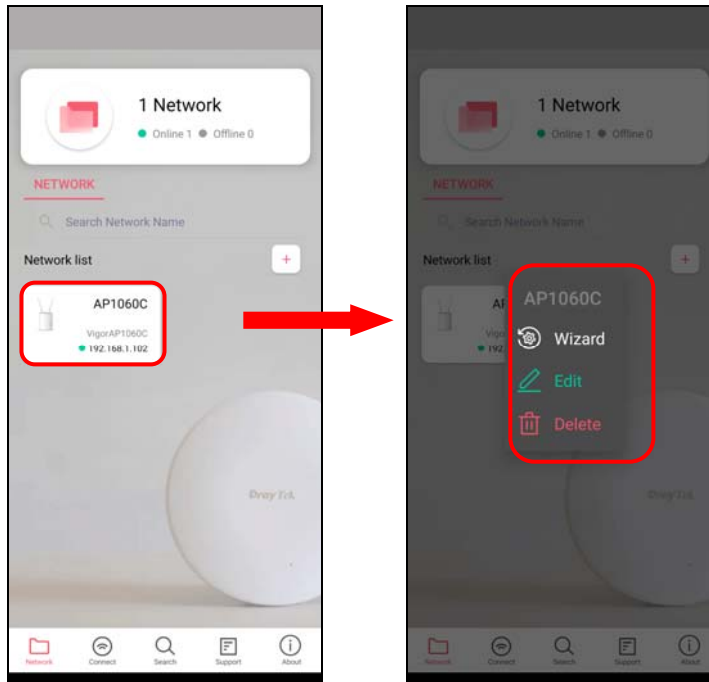 1 Network
Online 1 Offline 0
NETWORK
Search Network Name
Network list
+
AP1060C
VigorAP1060C
192.168.1.102
DrayTek
Network Connect Search Support About
1 Network
Online 1 Offline 0
NETWORK
Search Network Name
Network list
+
AP1060C
Wizard
Edit
Delete
DrayTek
Network Connect Search Support About